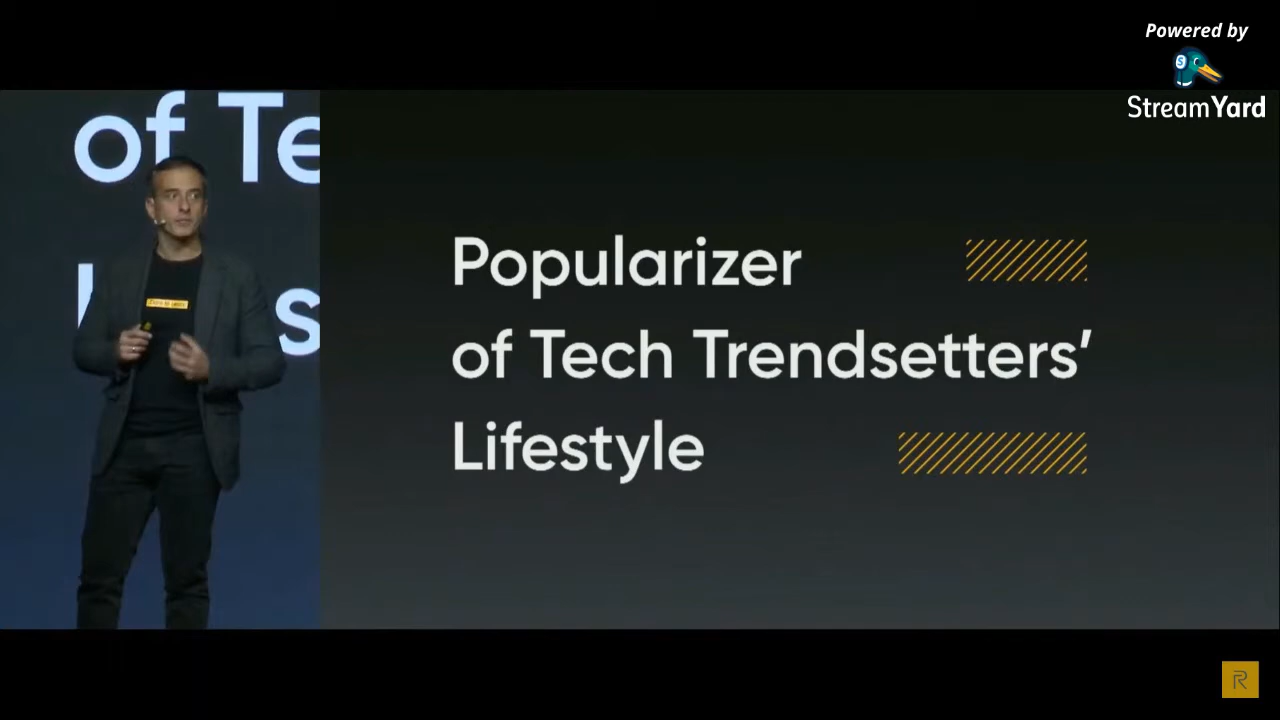 Powered by
StreamYard
of Te
Popularizer
of Tech Trendsetters’
Lifestyle